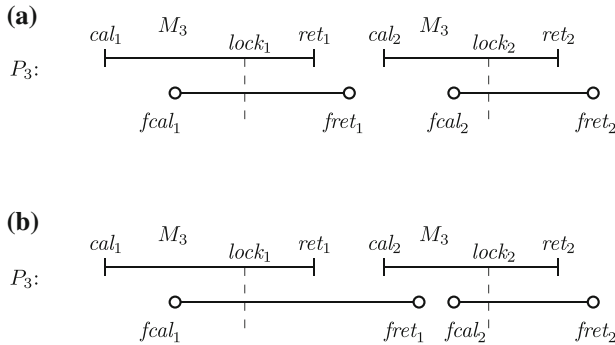 (a)
cal₁ M₃ lock₁ ret₁ cal₂ M₃ lock₂ ret₂
P₃:
fcal₁ fret₁ fcal₂ fret₂
(b)
cal₁ M₃ lock₁ ret₁ cal₂ M₃ lock₂ ret₂
P₃:
fcal₁ fret₁ fcal₂ fret₂